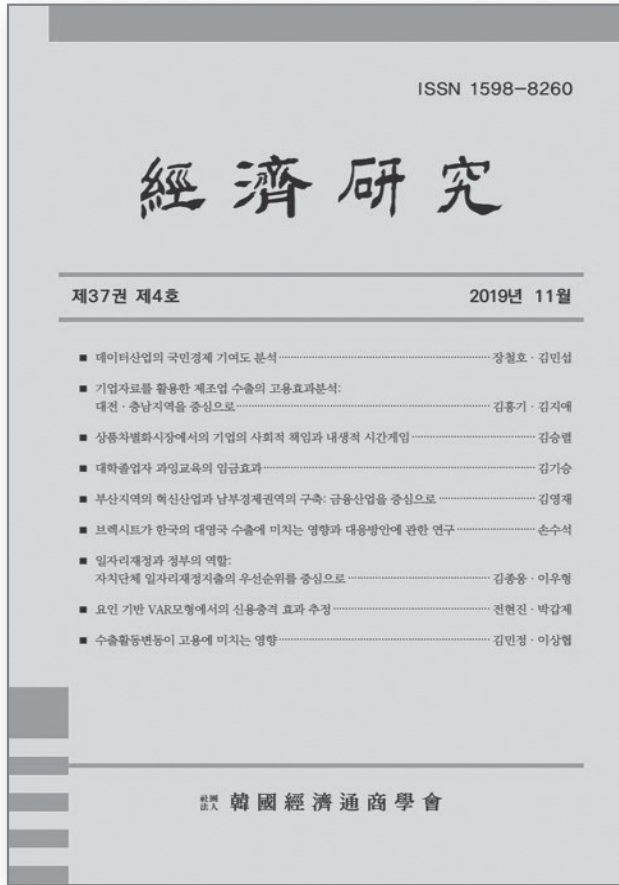 ISSN 1598-8260
經濟研究
제37권 제4호 2019년 11월
■ 데이터산업의 국민경제 기여도 분석 장철호·김민섭
■ 기업자료를 활용한 제조업 수출의 고용효과분석:
대전·충남지역을 중심으로 김홍기·김지애
■ 상품차별화시장에서의 기업의 사회적 책임과 내생적 시간게임 김승렬
■ 대학졸업자 과잉교육의 임금효과 김기승
■ 부산지역의 혁신산업과 남부경제권역의 구축: 금융산업을 중심으로 김영재
■ 브렉시트가 한국의 대영국 수출에 미치는 영향과 대응방안에 관한 연구 손수석
■ 일자리재정과 정부의 역할:
자치단체 일자리재정지출의 우선순위를 중심으로 김종웅·이우형
■ 요인 기반 VAR모형에서의 신용충격 효과 추정 전현진·박갑제
■ 수출활동변동이 고용에 미치는 영향 김민정·이상협
社團法人 韓國經濟通商學會